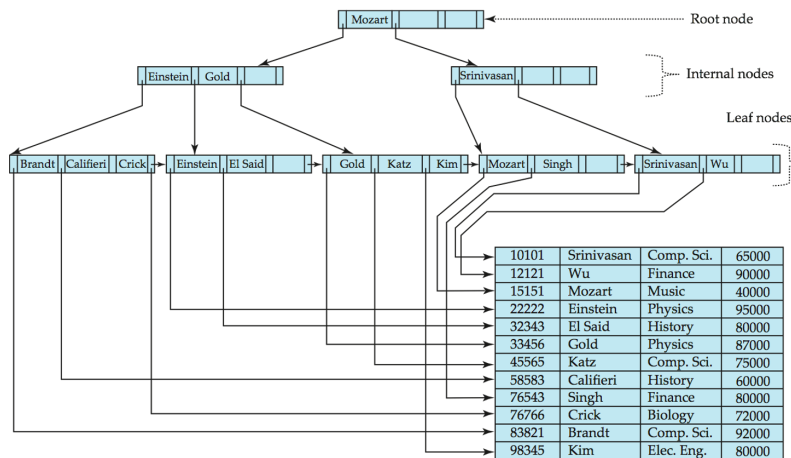 Mozart
Root node
Einstein Gold
Srinivasan
Internal nodes
Leaf nodes
Brandt Califieri Crick Einstein El Said Gold Katz Kim Mozart Singh Srinivasan Wu
10101 Srinivasan Comp. Sci. 65000
12121 Wu Finance 90000
15151 Mozart Music 40000
22222 Einstein Physics 95000
32343 El Said History 80000
33456 Gold Physics 87000
45565 Katz Comp. Sci. 75000
58583 Califieri History 60000
76543 Singh Finance 80000
76766 Crick Biology 72000
83821 Brandt Comp. Sci. 92000
98345 Kim Elec. Eng. 80000